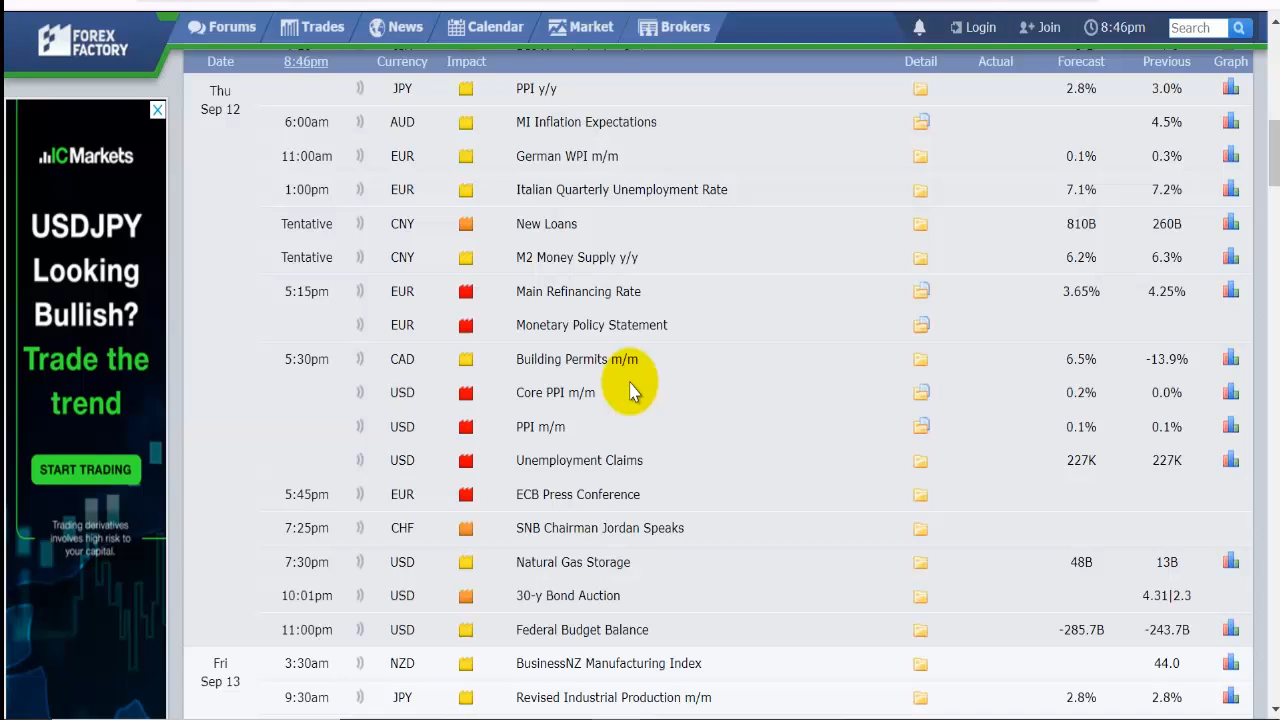 FOREX
FACTORY
Forums Trades News Calendar Market Brokers Login Join 8:46pm Search
Date 8:46pm Currency Impact Detail Actual Forecast Previous Graph
Thu
Sep 12
JPY PPI y/y 2.8% 3.0%
6:00am AUD MI Inflation Expectations 4.5%
11:00am EUR German WPI m/m 0.1% 0.3%
1:00pm EUR Italian Quarterly Unemployment Rate 7.1% 7.2%
Tentative CNY New Loans 810B 260B
Tentative CNY M2 Money Supply y/y 6.2% 6.3%
5:15pm EUR Main Refinancing Rate 3.65% 4.25%
EUR Monetary Policy Statement
5:30pm CAD Building Permits m/m 6.5% -13.9%
USD Core PPI m/m 0.2% 0.0%
USD PPI m/m 0.1% 0.1%
USD Unemployment Claims 227K 227K
5:45pm EUR ECB Press Conference
7:25pm CHF SNB Chairman Jordan Speaks
7:30pm USD Natural Gas Storage 48B 13B
10:01pm USD 30-y Bond Auction 4.31|2.3
11:00pm USD Federal Budget Balance -285.7B -243.7B
Fri
Sep 13
3:30am NZD BusinessNZ Manufacturing Index 44.0
9:30am JPY Revised Industrial Production m/m 2.8% 2.8%
IC Markets
USDJPY
Looking
Bullish?
Trade the
trend
START TRADING
Trading derivatives
involves high risk to
your capital.